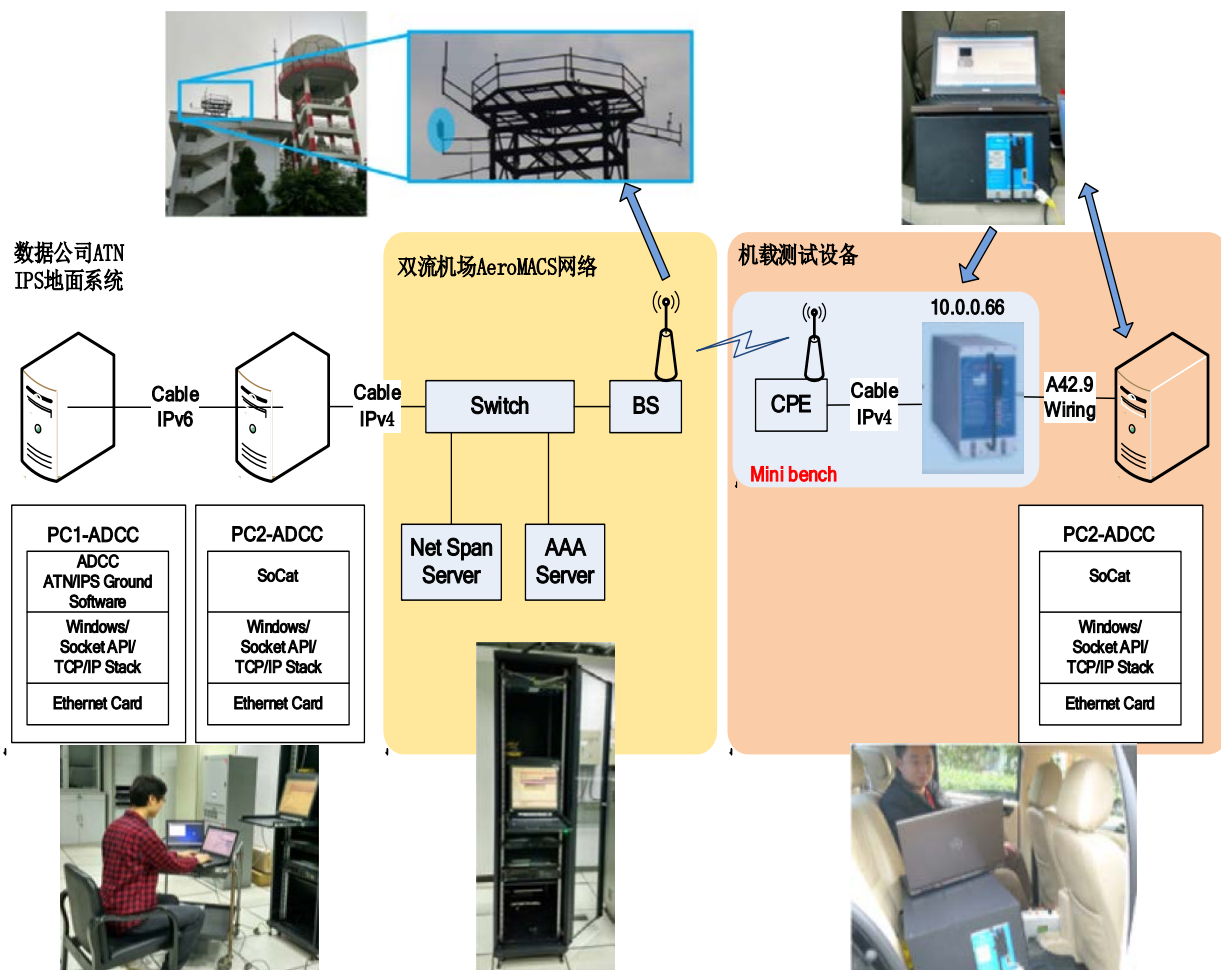 数据公司ATN
IPS地面系统
双流机场AeroMACS网络
机载测试设备
10.0.0.66
Cable
IPv6
Cable
IPv4
Switch
BS
CPE
Cable
IPv4
A42.9
Wiring
Mini bench
Net Span
Server
AAA
Server
PC1-ADCC
ADCC
ATN/IPS Ground
Software
Windows/
Socket API/
TCP/IP Stack
Ethernet Card
PC2-ADCC
SoCat
Windows/
Socket API/
TCP/IP Stack
Ethernet Card
PC2-ADCC
SoCat
Windows/
Socket API/
TCP/IP Stack
Ethernet Card